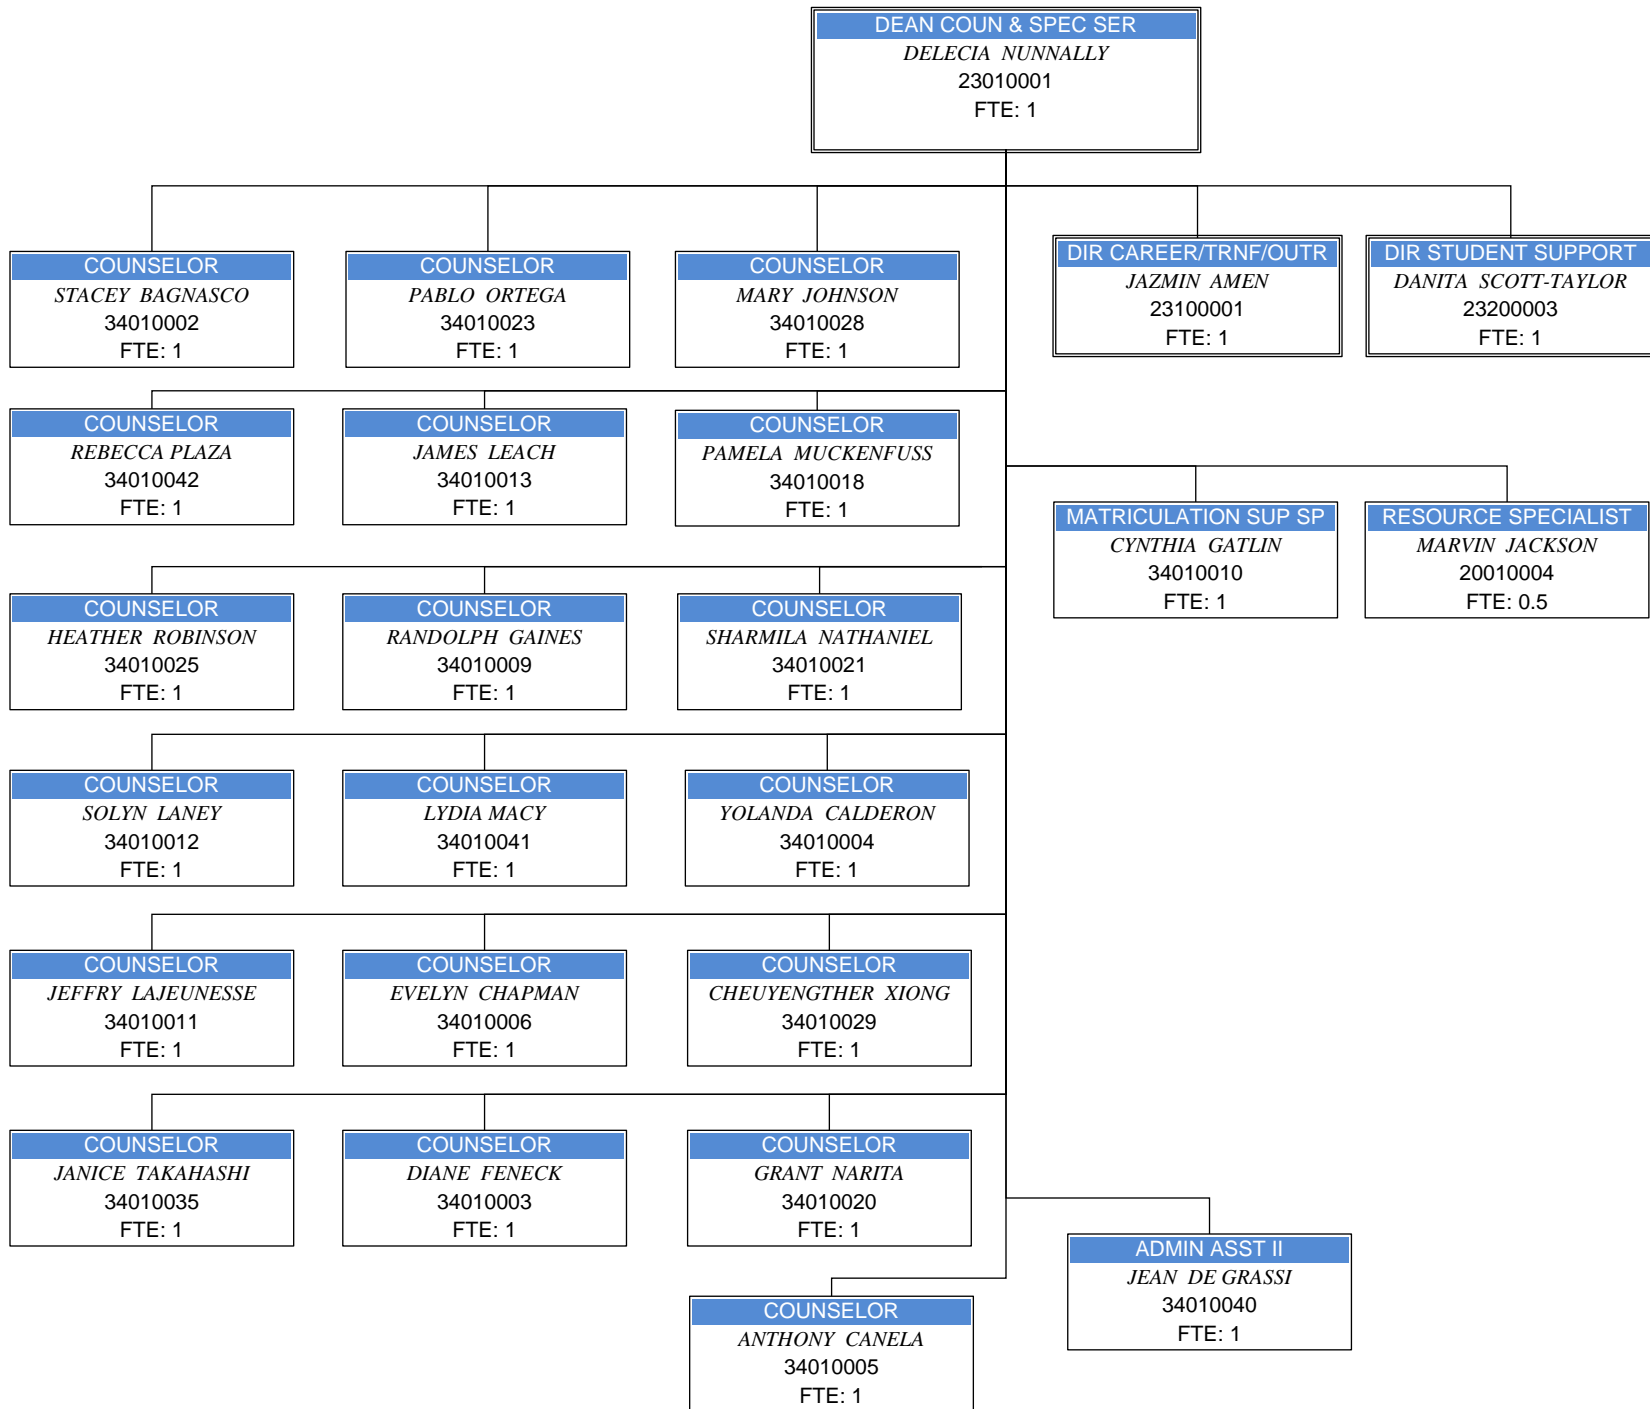 DEAN COUN & SPEC SER
DELECIA NUNNALLY
23010001
FTE: 1
COUNSELOR
STACEY BAGNASCO
34010002
FTE: 1
COUNSELOR
PABLO ORTEGA
34010023
FTE: 1
COUNSELOR
MARY JOHNSON
34010028
FTE: 1
DIR CAREER/TRNF/OUTR
JAZMIN AMEN
23100001
FTE: 1
DIR STUDENT SUPPORT
DANITA SCOTT-TAYLOR
23200003
FTE: 1
COUNSELOR
REBECCA PLAZA
34010042
FTE: 1
COUNSELOR
JAMES LEACH
34010013
FTE: 1
COUNSELOR
PAMELA MUCKENFUSS
34010018
FTE: 1
MATRICULATION SUP SP
CYNTHIA GATLIN
34010010
FTE: 1
RESOURCE SPECIALIST
MARVIN JACKSON
20010004
FTE: 0.5
COUNSELOR
HEATHER ROBINSON
34010025
FTE: 1
COUNSELOR
RANDOLPH GAINES
34010009
FTE: 1
COUNSELOR
SHARMILA NATHANIEL
34010021
FTE: 1
COUNSELOR
SOLYN LANEY
34010012
FTE: 1
COUNSELOR
LYDIA MACY
34010041
FTE: 1
COUNSELOR
YOLANDA CALDERON
34010004
FTE: 1
COUNSELOR
JEFFRY LAJEUNESSE
34010011
FTE: 1
COUNSELOR
EVELYN CHAPMAN
34010006
FTE: 1
COUNSELOR
CHEUYENGTHER XIONG
34010029
FTE: 1
COUNSELOR
JANICE TAKAHASHI
34010035
FTE: 1
COUNSELOR
DIANE FENECK
34010003
FTE: 1
COUNSELOR
GRANT NARITA
34010020
FTE: 1
ADMIN ASST II
JEAN DE GRASSI
34010040
FTE: 1
COUNSELOR
ANTHONY CANELA
34010005
FTE: 1